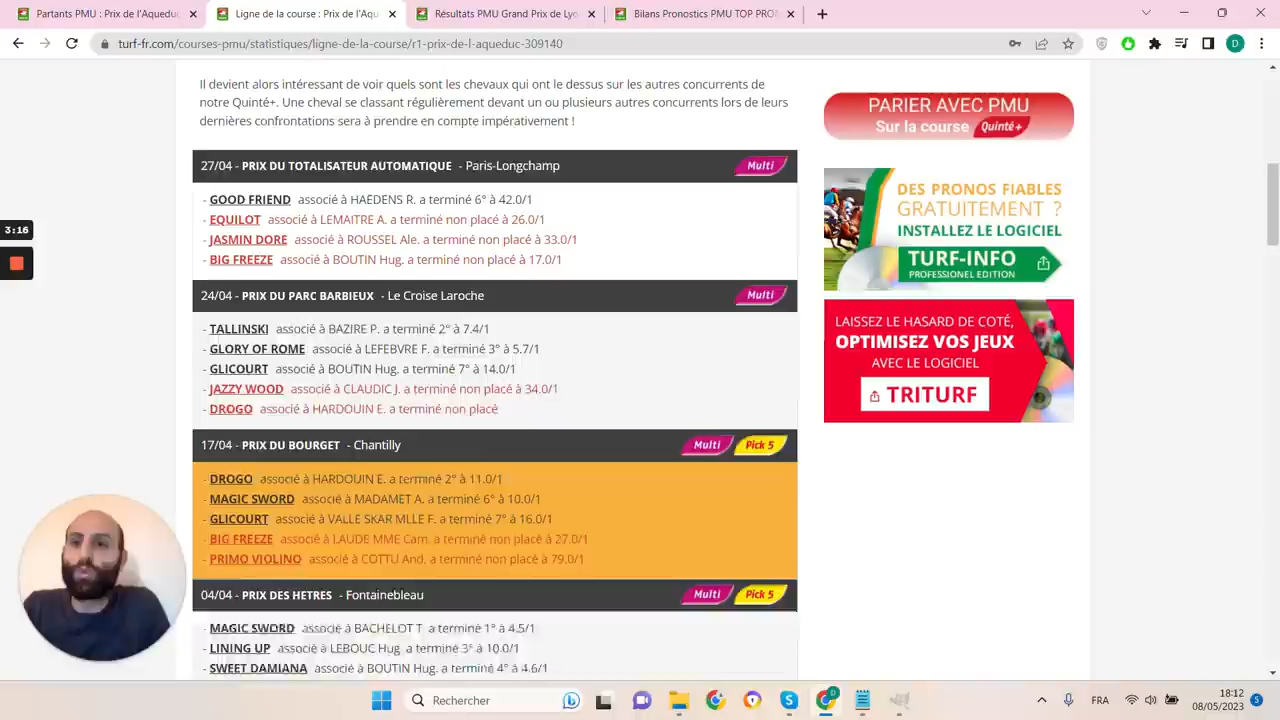 Partants PMU : Prix de l'Aquedu
Ligne de la course : Prix de l'Aqu
Résultats PMU Grand Prix de Lyo
Bilans Pronostics PMU TOP PRO
turf-fr.com/courses-pmu/statistiques/ligne-de-la-course/r1-prix-de-l-aqueduc-309140
D
Il devient alors intéressant de voir quels sont les chevaux qui ont le dessus sur les autres concurrents de
notre Quinté+. Une cheval se classant régulièrement devant un ou plusieurs autres concurrents lors de leurs
dernières confrontations sera à prendre en compte impérativement !
27/04 - PRIX DU TOTALISATEUR AUTOMATIQUE - Paris-Longchamp Multi
- GOOD FRIEND associé à HAEDENS R. a terminé 6° à 42.0/1
- EQUILOT associé à LEMAITRE A. a terminé non placé à 26.0/1
- JASMIN DORE associé à ROUSSEL Ale. a terminé non placé à 33.0/1
- BIG FREEZE associé à BOUTIN Hug. a terminé non placé à 17.0/1
24/04 - PRIX DU PARC BARBIEUX - Le Croise Laroche Multi
- TALLINSKI associé à BAZIRE P. a terminé 2° à 7.4/1
- GLORY OF ROME associé à LEFEBVRE F. a terminé 3° à 5.7/1
- GLICOURT associé à BOUTIN Hug. a terminé 7° à 14.0/1
- JAZZY WOOD associé à CLAUDIC J. a terminé non placé à 34.0/1
- DROGO associé à HARDOUIN E. a terminé non placé
17/04 - PRIX DU BOURGET - Chantilly Multi Pick 5
- DROGO associé à HARDOUIN E. a terminé 2° à 11.0/1
- MAGIC SWORD associé à MADAMET A. a terminé 6° à 10.0/1
- GLICOURT associé à VALLE SKAR MLLE F. a terminé 7° à 16.0/1
- BIG FREEZE associé à LAUDE MME Cam. a terminé non placé à 27.0/1
- PRIMO VIOLINO associé à COTTU And. a terminé non placé à 79.0/1
04/04 - PRIX DES HETRES - Fontainebleau Multi Pick 5
- MAGIC SWORD associé à BACHELOT T. a terminé 1° à 4.5/1
- LINING UP associé à LEBOUC Hug. a terminé 3° à 10.0/1
- SWEET DAMIANA associé à BOUTIN Hug. a terminé 4° à 4.6/1
PARIER AVEC PMU
Sur la course Quinté+
DES PRONOS FIABLES
GRATUITEMENT ?
INSTALLEZ LE LOGICIEL
TURF-INFO
PROFESSIONEL EDITION
LAISSEZ LE HASARD DE COTÉ,
OPTIMISEZ VOS JEUX
AVEC LE LOGICIEL
TRITURF
3:16
Rechercher
FRA
18:12
08/05/2023